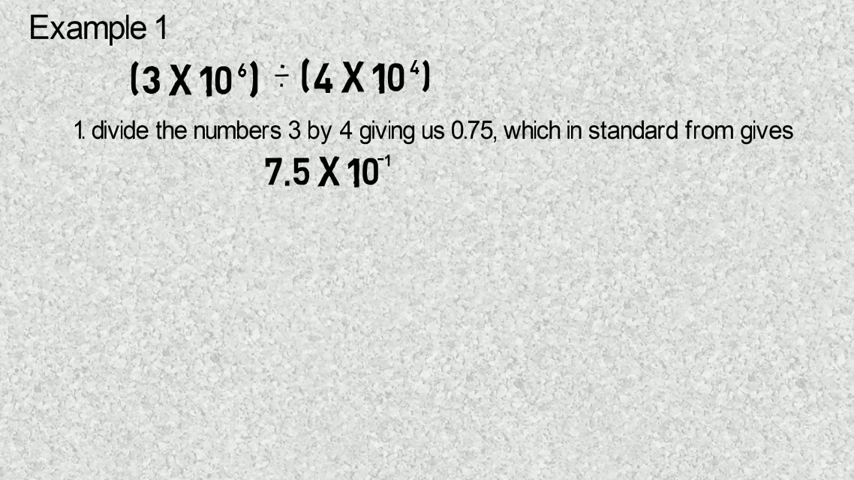 Example 1
(3 X 10⁶) ÷ (4 X 10⁴)
1. divide the numbers 3 by 4 giving us 0.75, which in standard from gives
7.5 X 10⁻¹